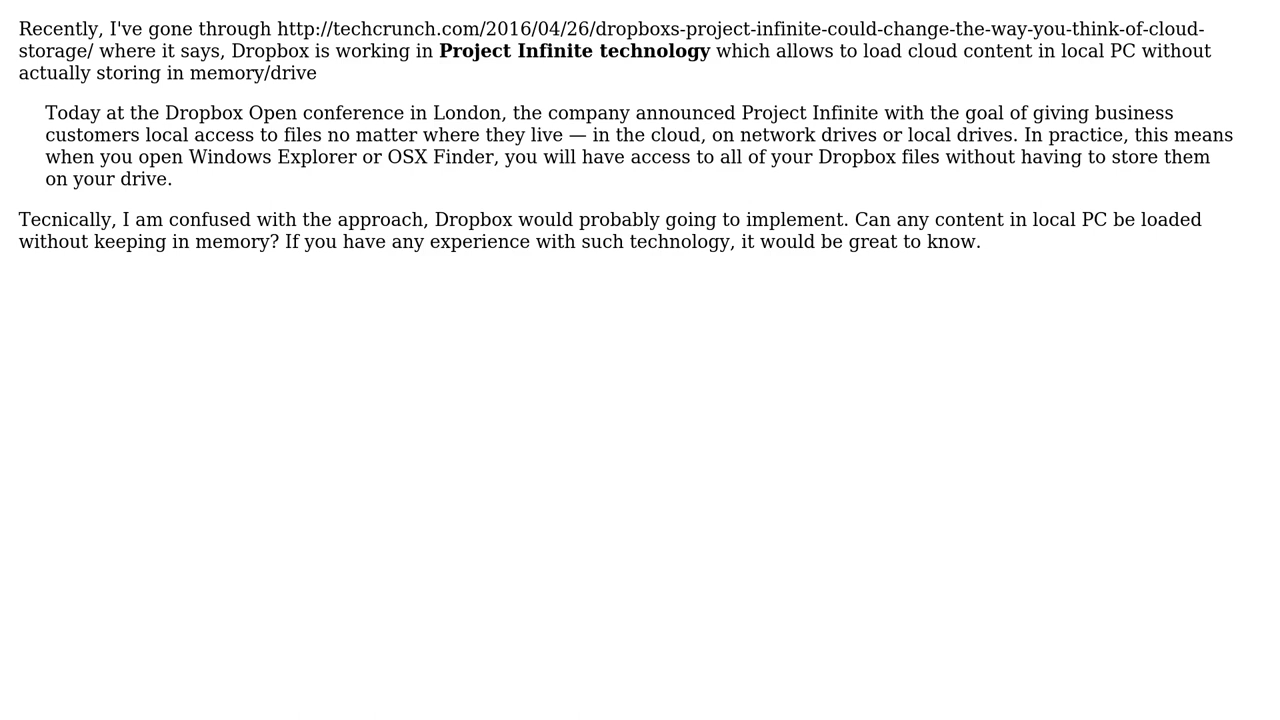 Recently, I've gone through http://techcrunch.com/2016/04/26/dropboxs-project-infinite-could-change-the-way-you-think-of-cloud-
storage/ where it says, Dropbox is working in Project Infinite technology which allows to load cloud content in local PC without
actually storing in memory/drive
Today at the Dropbox Open conference in London, the company announced Project Infinite with the goal of giving business
customers local access to files no matter where they live — in the cloud, on network drives or local drives. In practice, this means
when you open Windows Explorer or OSX Finder, you will have access to all of your Dropbox files without having to store them
on your drive.
Tecnically, I am confused with the approach, Dropbox would probably going to implement. Can any content in local PC be loaded
without keeping in memory? If you have any experience with such technology, it would be great to know.